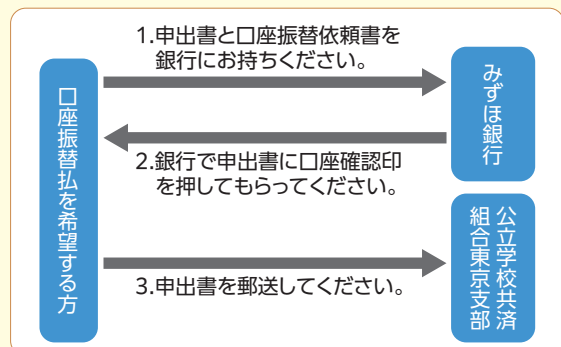 1.申出書と口座振替依頼書を
銀行にお持ちください。
口座振替払を希望する方
みずほ銀行
2.銀行で申出書に口座確認印
を押してもらってください。
公立学校共済
組合東京支部
3.申出書を郵送してください。